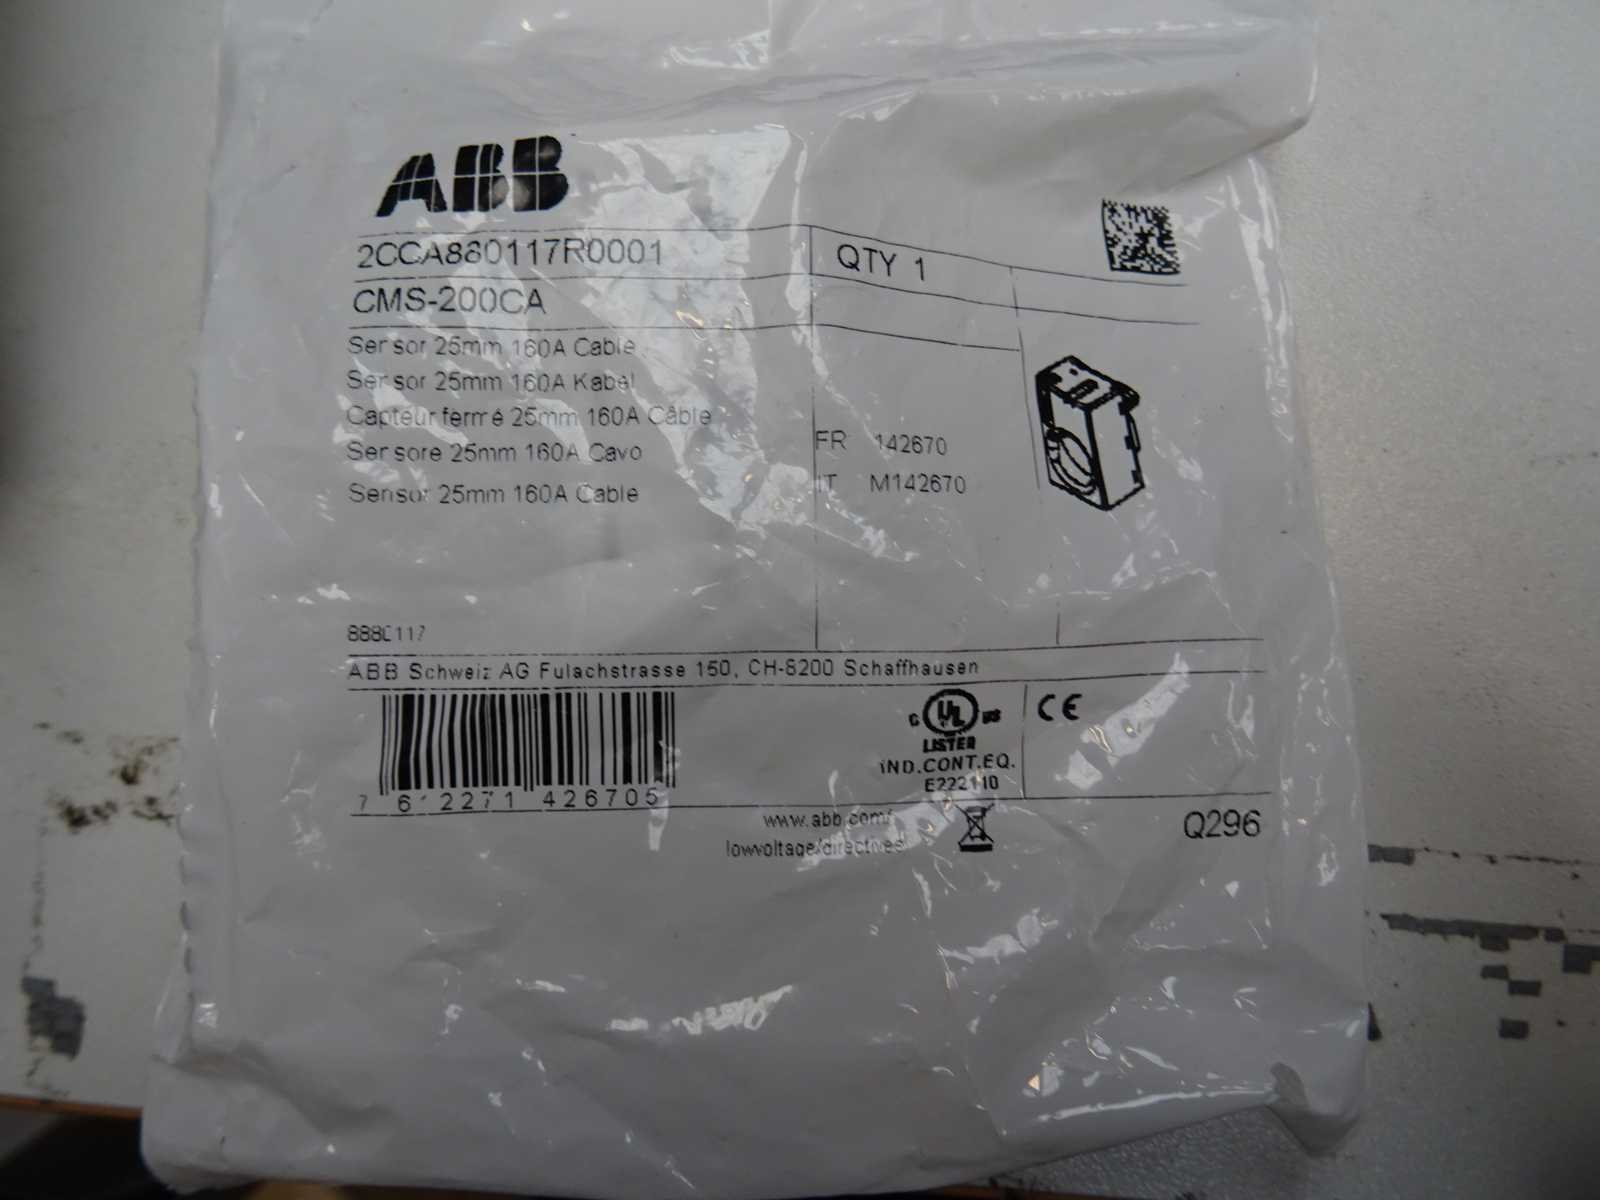 ABB
2CCA880117R0001
QTY 1
CMS-200CA
Sensor 25mm 160A Cable
Sensor 25mm 160A Kabel
Capteur fermé 25mm 160A Câble
Sensore 25mm 160A Cavo
Sensor 25mm 160A Cable
FR 142670
IT M142670
8880117
ABB Schweiz AG Fulachstrasse 150, CH-8200 Schaffhausen
7 612271 426705
C UL US
LISTED
IND.CONT.EQ.
E222110
CE
www.abb.com/
lowvoltage/directives
Q296